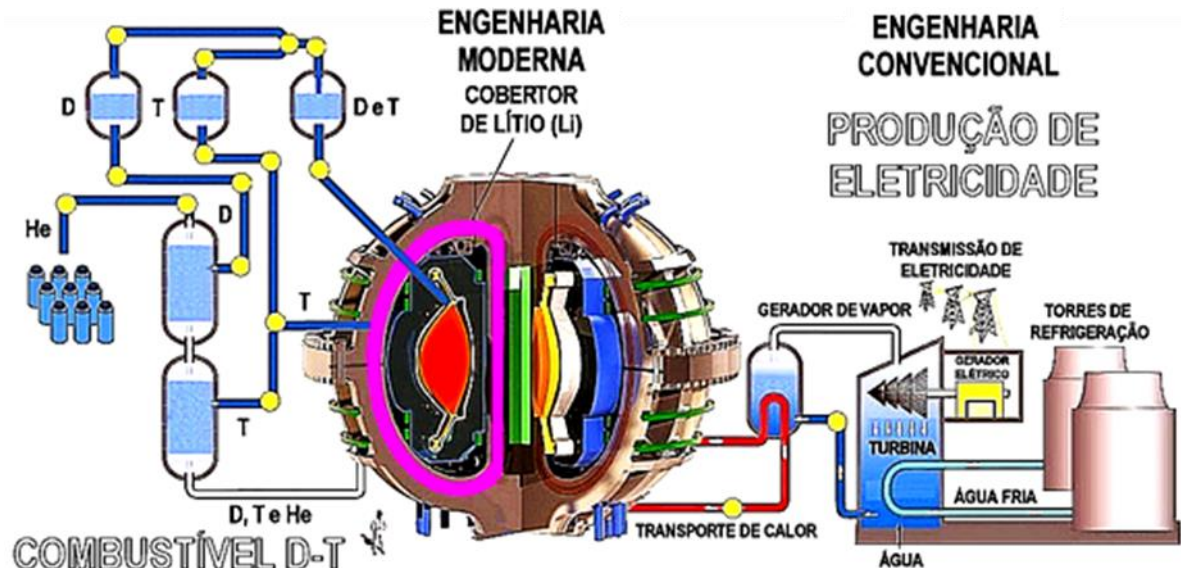 ENGENHARIA
MODERNA
COBERTOR
DE LÍTIO (Li)
ENGENHARIA
CONVENCIONAL
PRODUÇÃO DE
ELETRICIDADE
D
T
D e T
He
D
T
T
D, T e He
COMBUSTÍVEL D-T
TRANSMISSÃO DE
ELETRICIDADE
GERADOR DE VAPOR
TORRES DE
REFRIGERAÇÃO
GERADOR
ELÉTRICO
TURBINA
ÁGUA FRIA
TRANSPORTE DE CALOR
ÁGUA